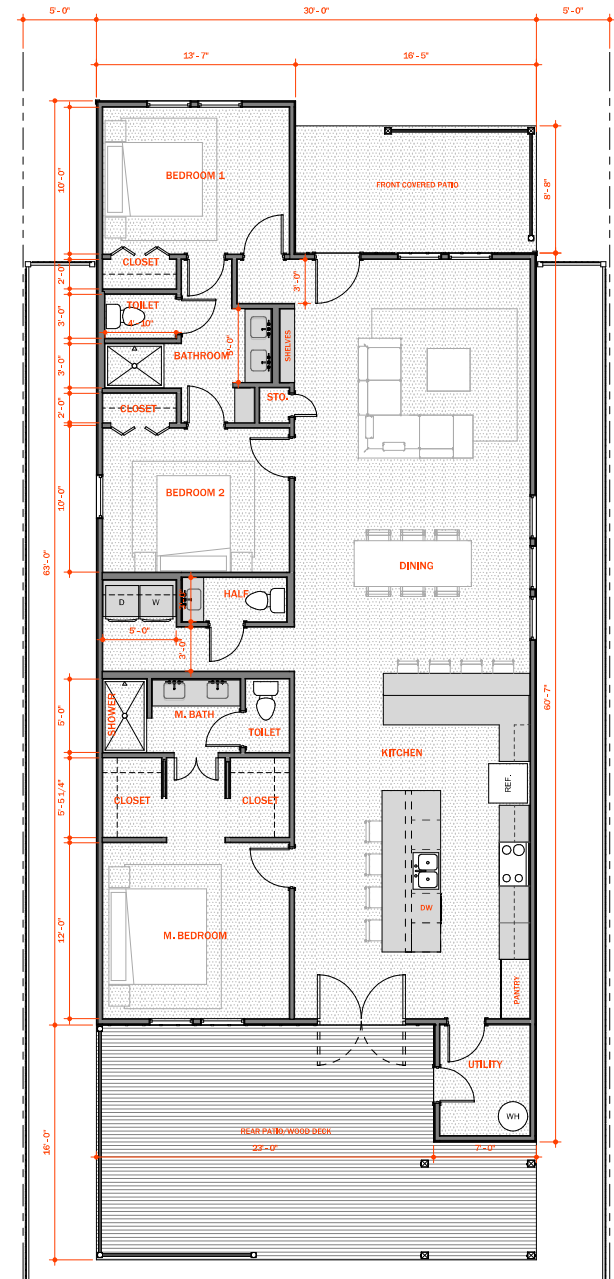 5'-0"
30'-0"
5'-0"
13'-7"
16'-5"
BEDROOM 1
FRONT COVERED PATIO
10'-0"
8'-8"
CLOSET
2'-0"
3'-0"
TOILET
4'-10"
3'-0"
BATHROOM
5'-0"
SHELVES
3'-0"
STO.
CLOSET
2'-0"
BEDROOM 2
10'-0"
DINING
63'-0"
D
W
HALF
5'-0"
3'-0"
60'-7"
SHOWER
M. BATH
TOILET
5'-0"
KITCHEN
REF.
CLOSET
CLOSET
5'-5 1/4"
DW
M. BEDROOM
12'-0"
PANTRY
UTILITY
WH
REAR PATIO/WOOD DECK
23'-0"
7'-0"
16'-0"